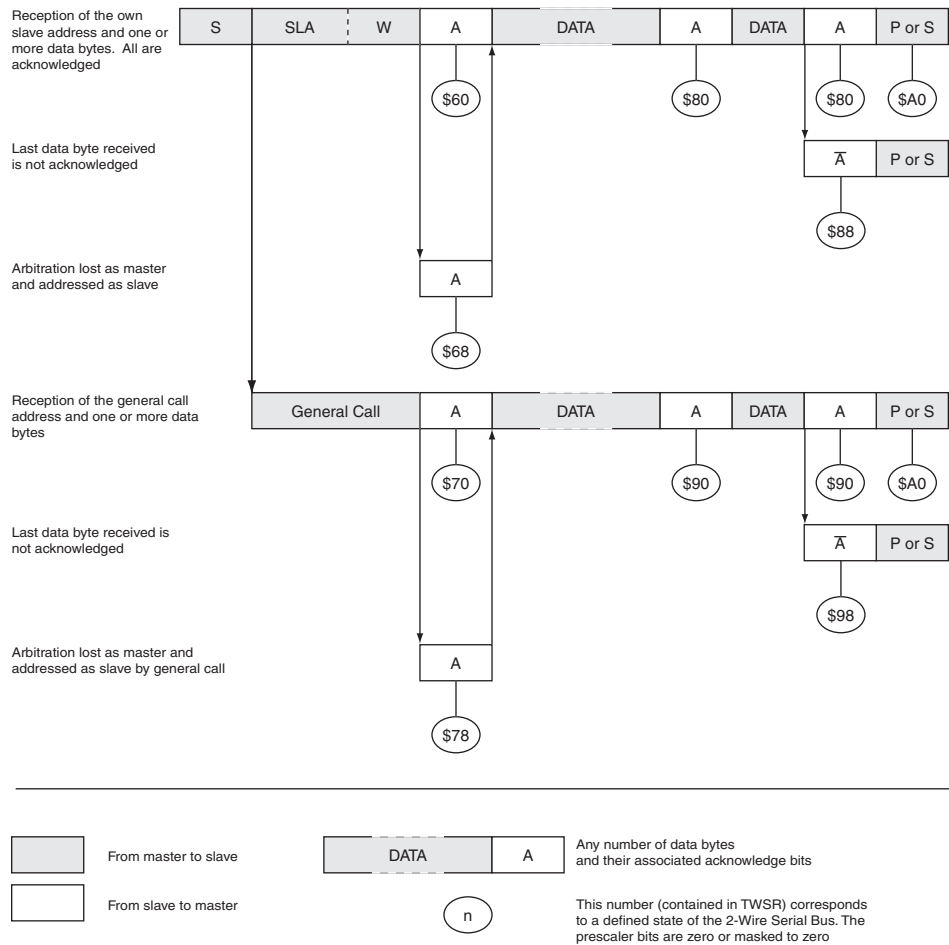 Reception of the own
slave address and one or
more data bytes. All are
acknowledged
S SLA W A DATA A DATA A P or S
$60 $80 $80 $A0
Last data byte received
is not acknowledged
A̅ P or S
$88
Arbitration lost as master
and addressed as slave
A
$68
Reception of the general call
address and one or more data
bytes
General Call A DATA A DATA A P or S
$70 $90 $90 $A0
Last data byte received is
not acknowledged
A̅ P or S
$98
Arbitration lost as master and
addressed as slave by general call
A
$78
From master to slave
From slave to master
DATA A
Any number of data bytes
and their associated acknowledge bits
n
This number (contained in TWSR) corresponds
to a defined state of the 2-Wire Serial Bus. The
prescaler bits are zero or masked to zero